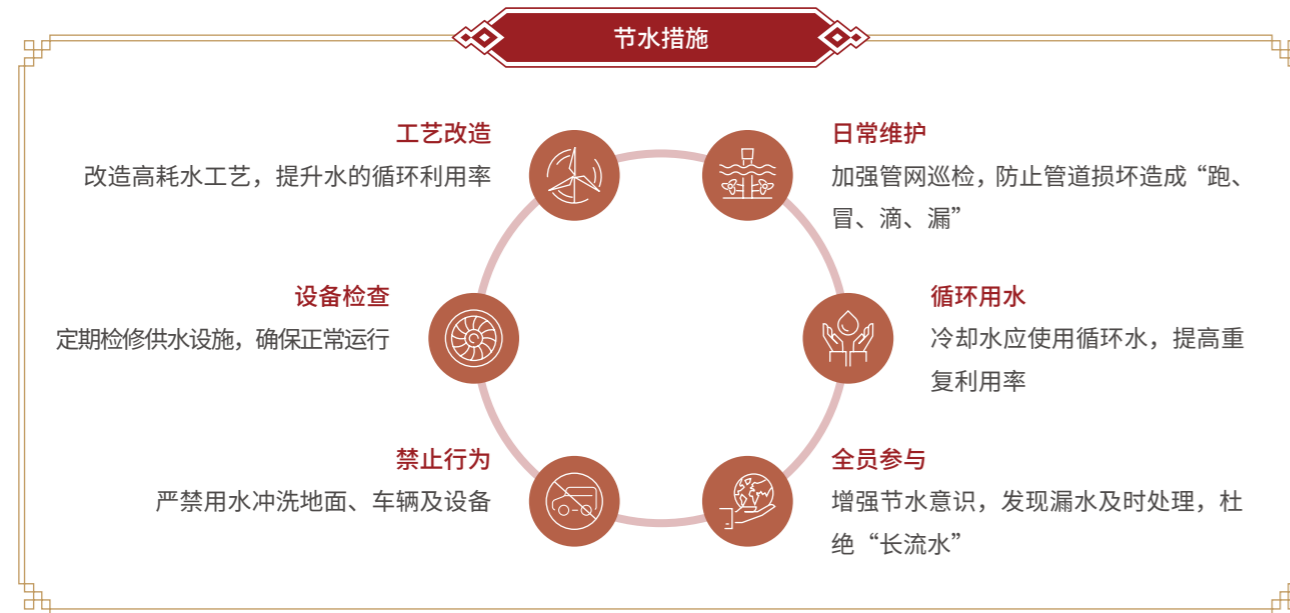 节水措施
工艺改造
改造高耗水工艺，提升水的循环利用率
日常维护
加强管网巡检，防止管道损坏造成“跑、
冒、滴、漏”
设备检查
定期检修供水设施，确保正常运行
循环用水
冷却水应使用循环水，提高重
复利用率
禁止行为
严禁用水冲洗地面、车辆及设备
全员参与
增强节水意识，发现漏水及时处理，杜
绝“长流水”